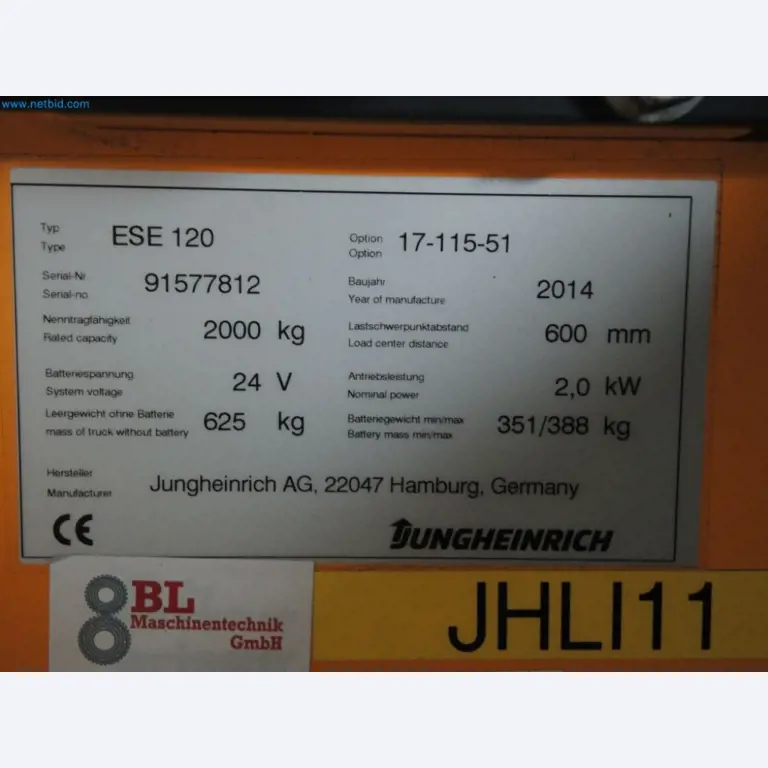 www.netbid.com
Typ
Type
ESE 120
Option
Option
17-115-51
Serial-Nr.
Serial-no.
91577812
Baujahr
Year of manufacture
2014
Nenntragfähigkeit
Rated capacity
2000 kg
Lastschwerpunktabstand
Load center distance
600 mm
Batteriespannung
System voltage
24 V
Antriebsleistung
Nominal power
2,0 kW
Leergewicht ohne Batterie
mass of truck without battery
625 kg
Batteriegewicht min/max
Battery mass min/max
351/388 kg
Hersteller
Manufacturer
Jungheinrich AG, 22047 Hamburg, Germany
CE
JUNGHEINRICH
BL
Maschinentechnik
GmbH
JHLI11